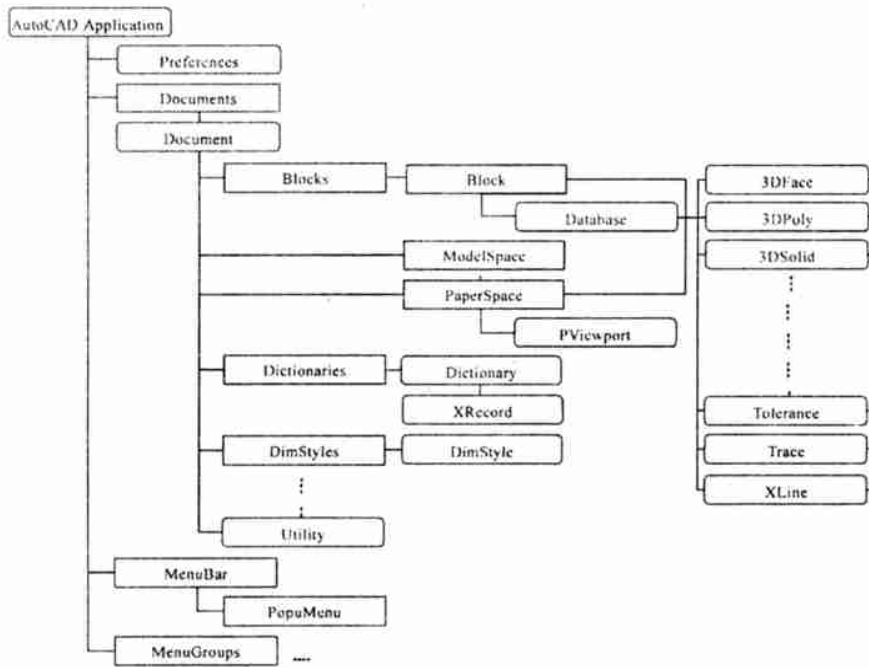 AutoCAD Application
Preferences
Documents
Document
Blocks
Block
3DFace
Database
3DPoly
ModelSpace
3DSolid
PaperSpace
PViewport
Dictionaries
Dictionary
XRecord
Tolerance
DimStyles
DimStyle
Trace
XLine
Utility
MenuBar
PopuMenu
MenuGroups ....